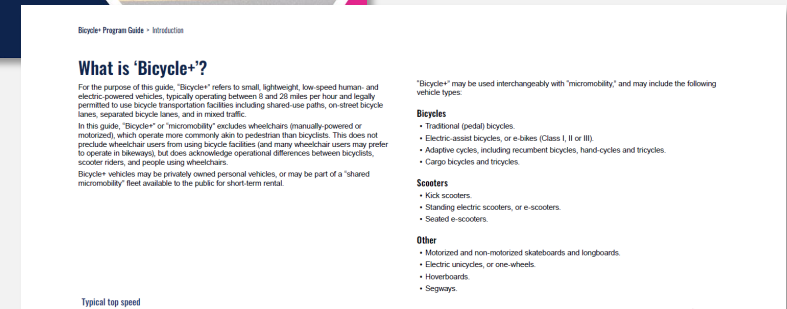 Bicycle+ Program Guide • Introduction
What is ‘Bicycle+’?
For the purpose of this guide, "Bicycle+" refers to small, lightweight, low-speed human- and
electric-powered vehicles, typically operating between 8 and 28 miles per hour and legally
permitted to use bicycle transportation facilities including shared-use paths, on-street bicycle
lanes, separated bicycle lanes, and in mixed traffic.
In this guide, "Bicycle+" or "micromobility" excludes wheelchairs (manually-powered or
motorized), which operate more commonly akin to pedestrian than bicyclists. This does not
preclude wheelchair users from using bicycle facilities (and many wheelchair users may prefer
to operate in bikeways), but does acknowledge operational differences between bicyclists,
scooter riders, and people using wheelchairs.
Bicycle+ vehicles may be privately owned personal vehicles, or may be part of a "shared
micromobility" fleet available to the public for short-term rental.
"Bicycle+" may be used interchangeably with "micromobility," and may include the following
vehicle types:
Bicycles
• Traditional (pedal) bicycles.
• Electric-assist bicycles, or e-bikes (Class I, II or III).
• Adaptive cycles, including recumbent bicycles, hand-cycles and tricycles.
• Cargo bicycles and tricycles.
Scooters
• Kick scooters.
• Standing electric scooters, or e-scooters.
• Seated e-scooters.
Other
• Motorized and non-motorized skateboards and longboards.
• Electric unicycles, or one-wheels.
• Hoverboards.
• Segways.
Typical top speed